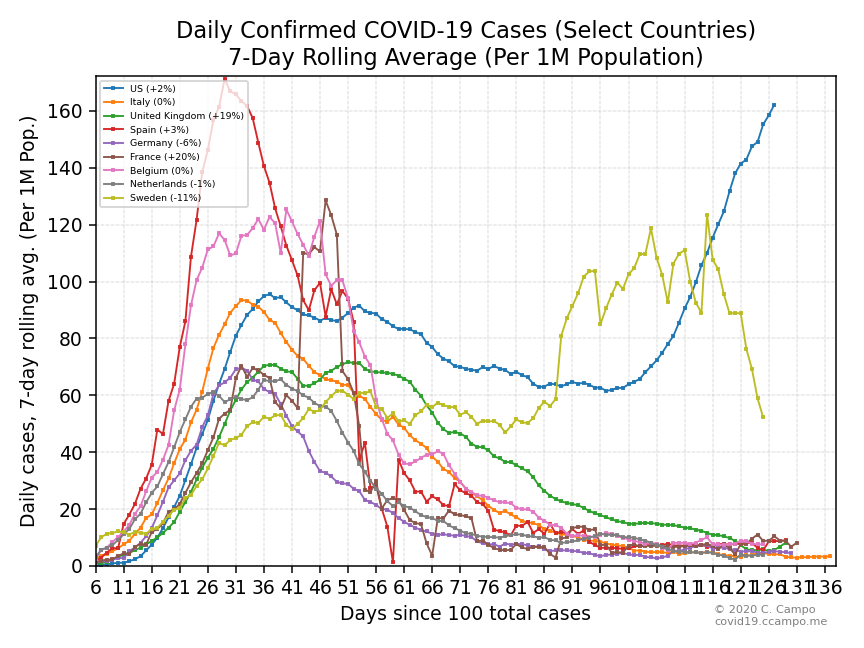 Daily Confirmed COVID-19 Cases (Select Countries)
7-Day Rolling Average (Per 1M Population)
Daily cases, 7-day rolling avg. (Per 1M Pop.)
160
140
120
100
80
60
40
20
0
US (+2%)
Italy (0%)
United Kingdom (+19%)
Spain (+3%)
Germany (-6%)
France (+20%)
Belgium (0%)
Netherlands (-1%)
Sweden (-11%)
6 11 16 21 26 31 36 41 46 51 56 61 66 71 76 81 86 91 96 101 106 111 116 121 126 131 136
Days since 100 total cases
© 2020 C. Campo
covid19.ccampo.me